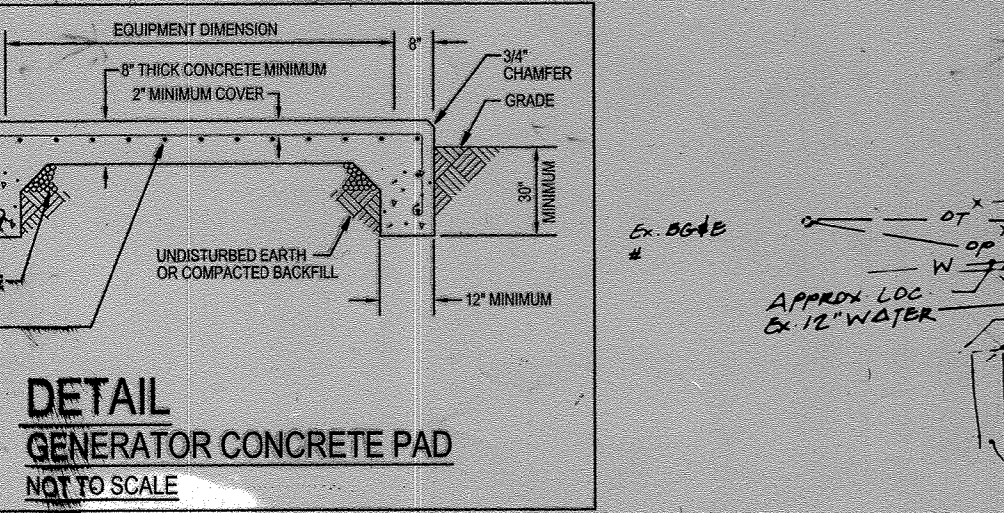 EQUIPMENT DIMENSION
8"
8" THICK CONCRETE MINIMUM
2" MINIMUM COVER
3/4"
CHAMFER
GRADE
30"
MINIMUM
UNDISTURBED EARTH
OR COMPACTED BACKFILL
12" MINIMUM
DETAIL
GENERATOR CONCRETE PAD
NOT TO SCALE
Ex. BG&E
#
OT
OP
W
APPROX LOC.
EX. 12" WATER